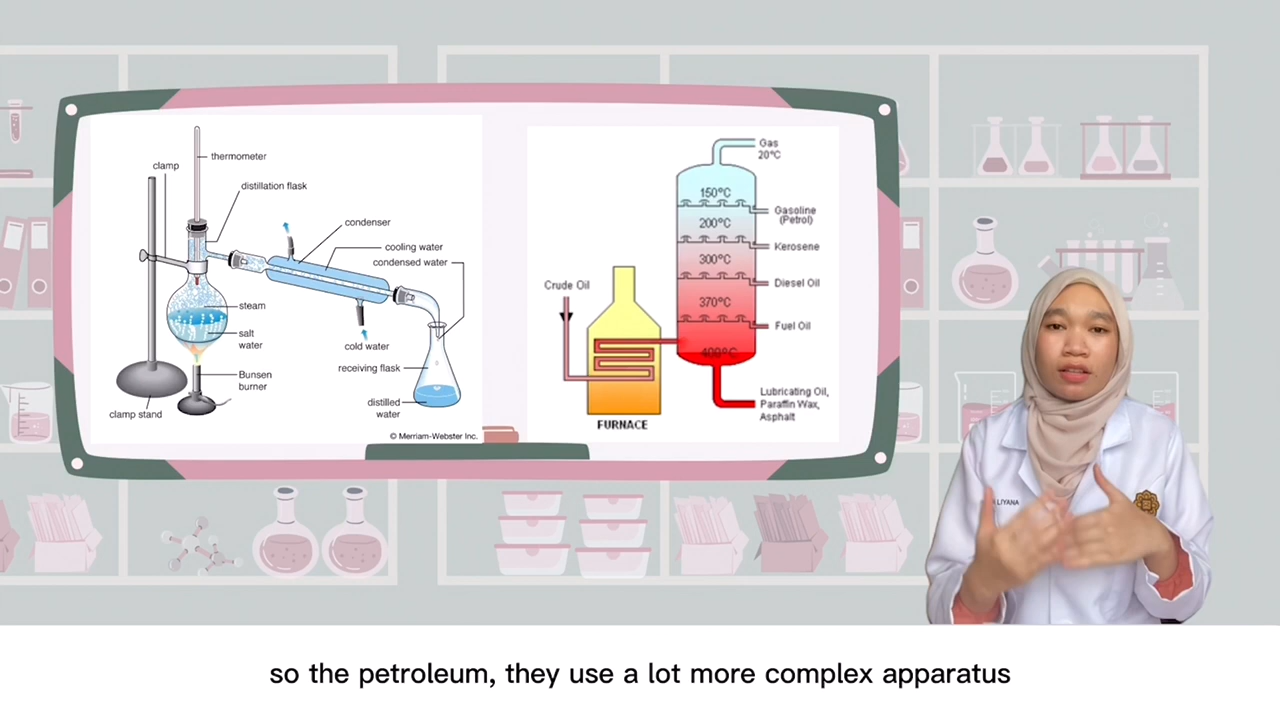 thermometer
clamp
distillation flask
condenser
cooling water
condensed water
steam
salt
water
cold water
Bunsen
burner
receiving flask
distilled
water
clamp stand
© Merriam-Webster Inc.
Gas
20°C
150°C
Gasoline
(Petrol)
200°C
Kerosene
300°C
Diesel Oil
Crude Oil
370°C
Fuel Oil
400°C
Lubricating Oil,
Paraffin Wax,
Asphalt
FURNACE
LIYANA
so the petroleum, they use a lot more complex apparatus